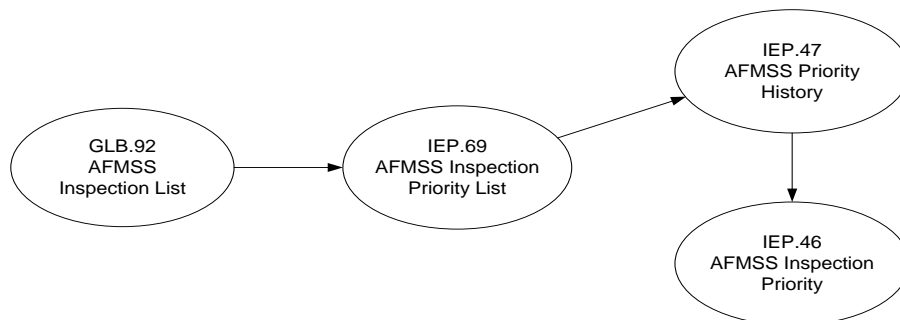 GLB.92
AFMSS
Inspection List
IEP.69
AFMSS Inspection
Priority List
IEP.47
AFMSS Priority
History
IEP.46
AFMSS Inspection
Priority